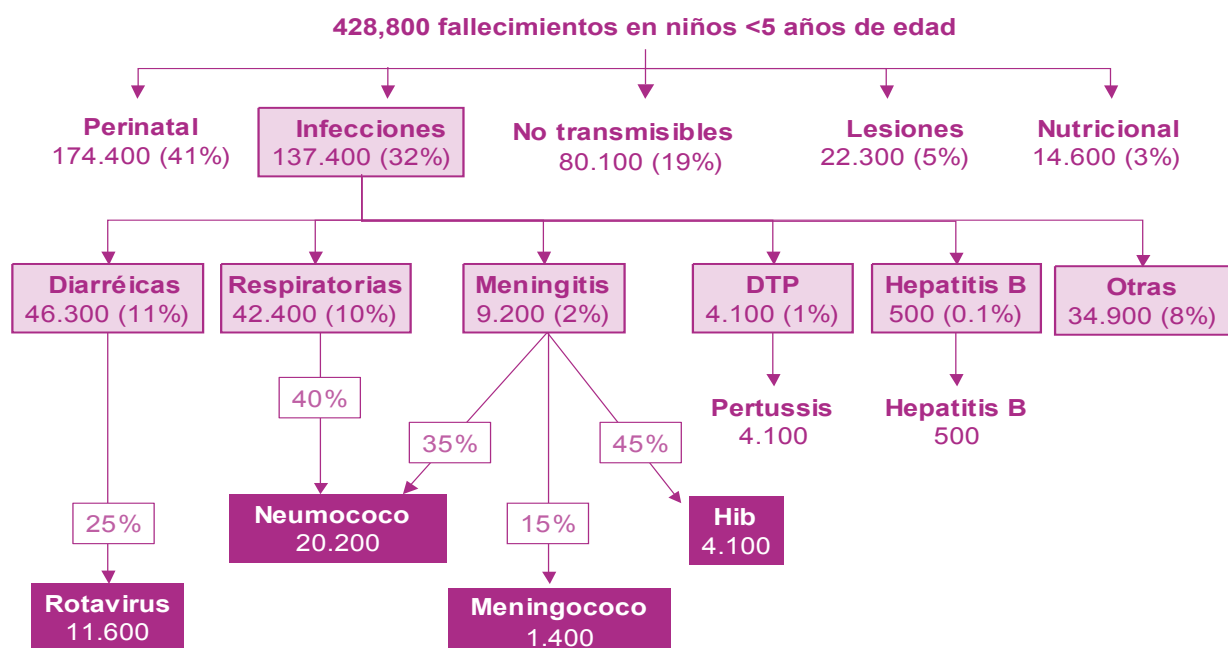 428,800 fallecimientos en niños <5 años de edad
Perinatal
174.400 (41%)
Infecciones
137.400 (32%)
No transmisibles
80.100 (19%)
Lesiones
22.300 (5%)
Nutricional
14.600 (3%)
Diarréicas
46.300 (11%)
Respiratorias
42.400 (10%)
Meningitis
9.200 (2%)
DTP
4.100 (1%)
Hepatitis B
500 (0.1%)
Otras
34.900 (8%)
40%
35%
45%
Pertussis
4.100
Hepatitis B
500
25%
Neumococo
20.200
15%
Hib
4.100
Rotavirus
11.600
Meningococo
1.400